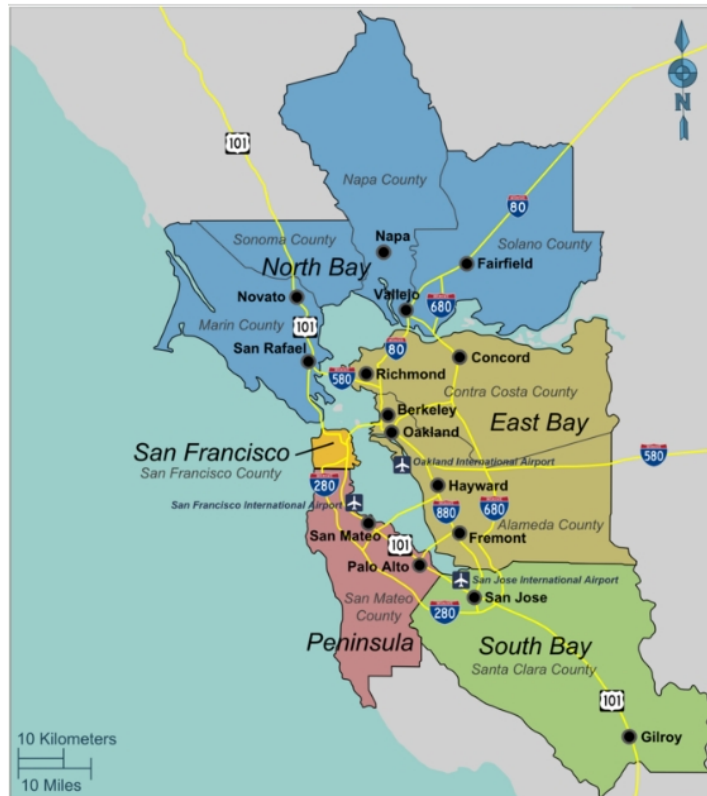 N
101
Napa County
80
Sonoma County
Napa
Solano County
North Bay
Fairfield
Novato
Vallejo
680
Marin County
101
80
San Rafael
Concord
580
Richmond
Contra Costa County
Berkeley
East Bay
Oakland
San Francisco
San Francisco County
Oakland International Airport
580
280
Hayward
San Francisco International Airport
880
680
Alameda County
San Mateo
Fremont
101
Palo Alto
San Jose International Airport
San Mateo
County
San Jose
280
Peninsula
South Bay
Santa Clara County
101
Gilroy
10 Kilometers
10 Miles